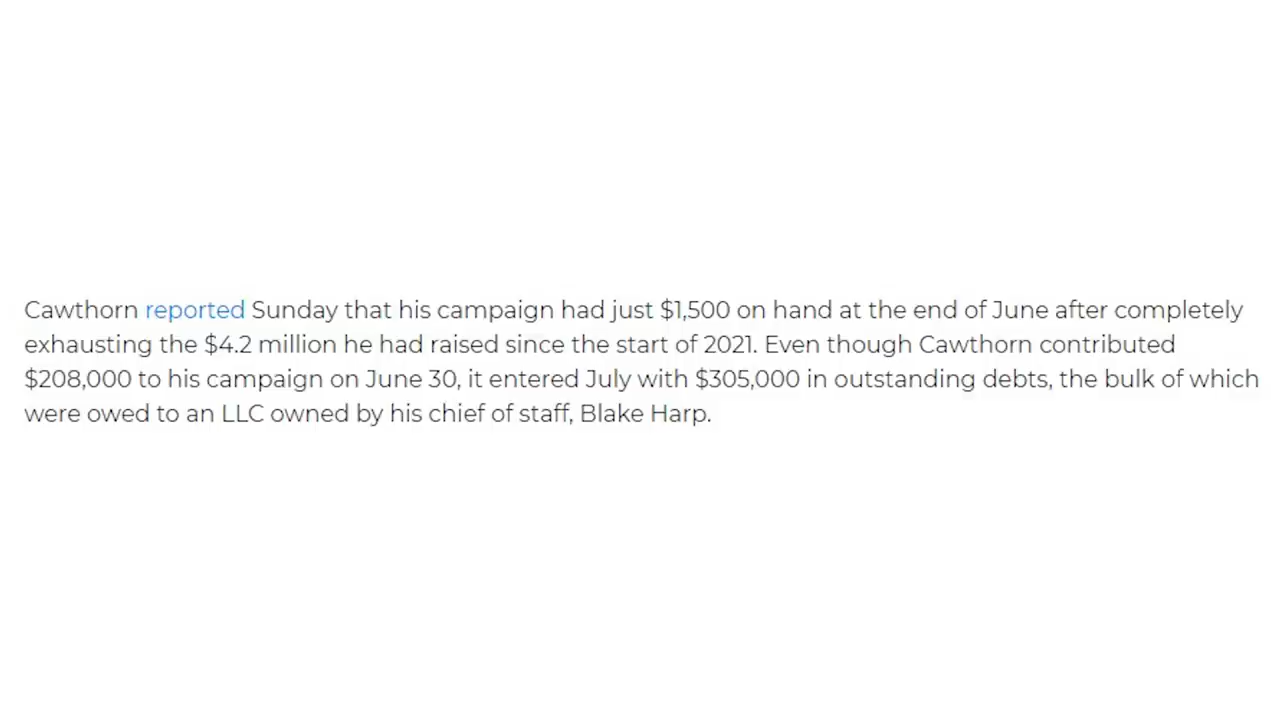 Cawthorn reported Sunday that his campaign had just $1,500 on hand at the end of June after completely
exhausting the $4.2 million he had raised since the start of 2021. Even though Cawthorn contributed
$208,000 to his campaign on June 30, it entered July with $305,000 in outstanding debts, the bulk of which
were owed to an LLC owned by his chief of staff, Blake Harp.